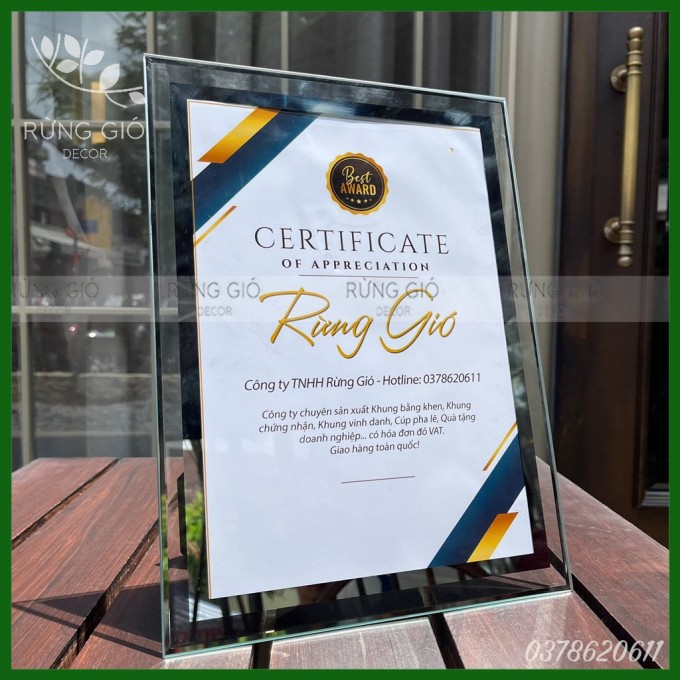 RỪNG GIÓ
DECOR
Best
AWARD
CERTIFICATE
OF APPRECIATION
RỪNG GIÓ RỪNG GIÓ RỪNG GIÓ RỪNG GIÓ
DECOR DECOR DECOR
Rừng Gió
Công ty TNHH Rừng Gió - Hotline: 0378620611
Công ty chuyên sản xuất Khung bằng khen, Khung
chứng nhận, Khung vinh danh, Cúp pha lê, Quà tặng
doanh nghiệp... có hóa đơn đỏ VAT.
Giao hàng toàn quốc!
0378620611